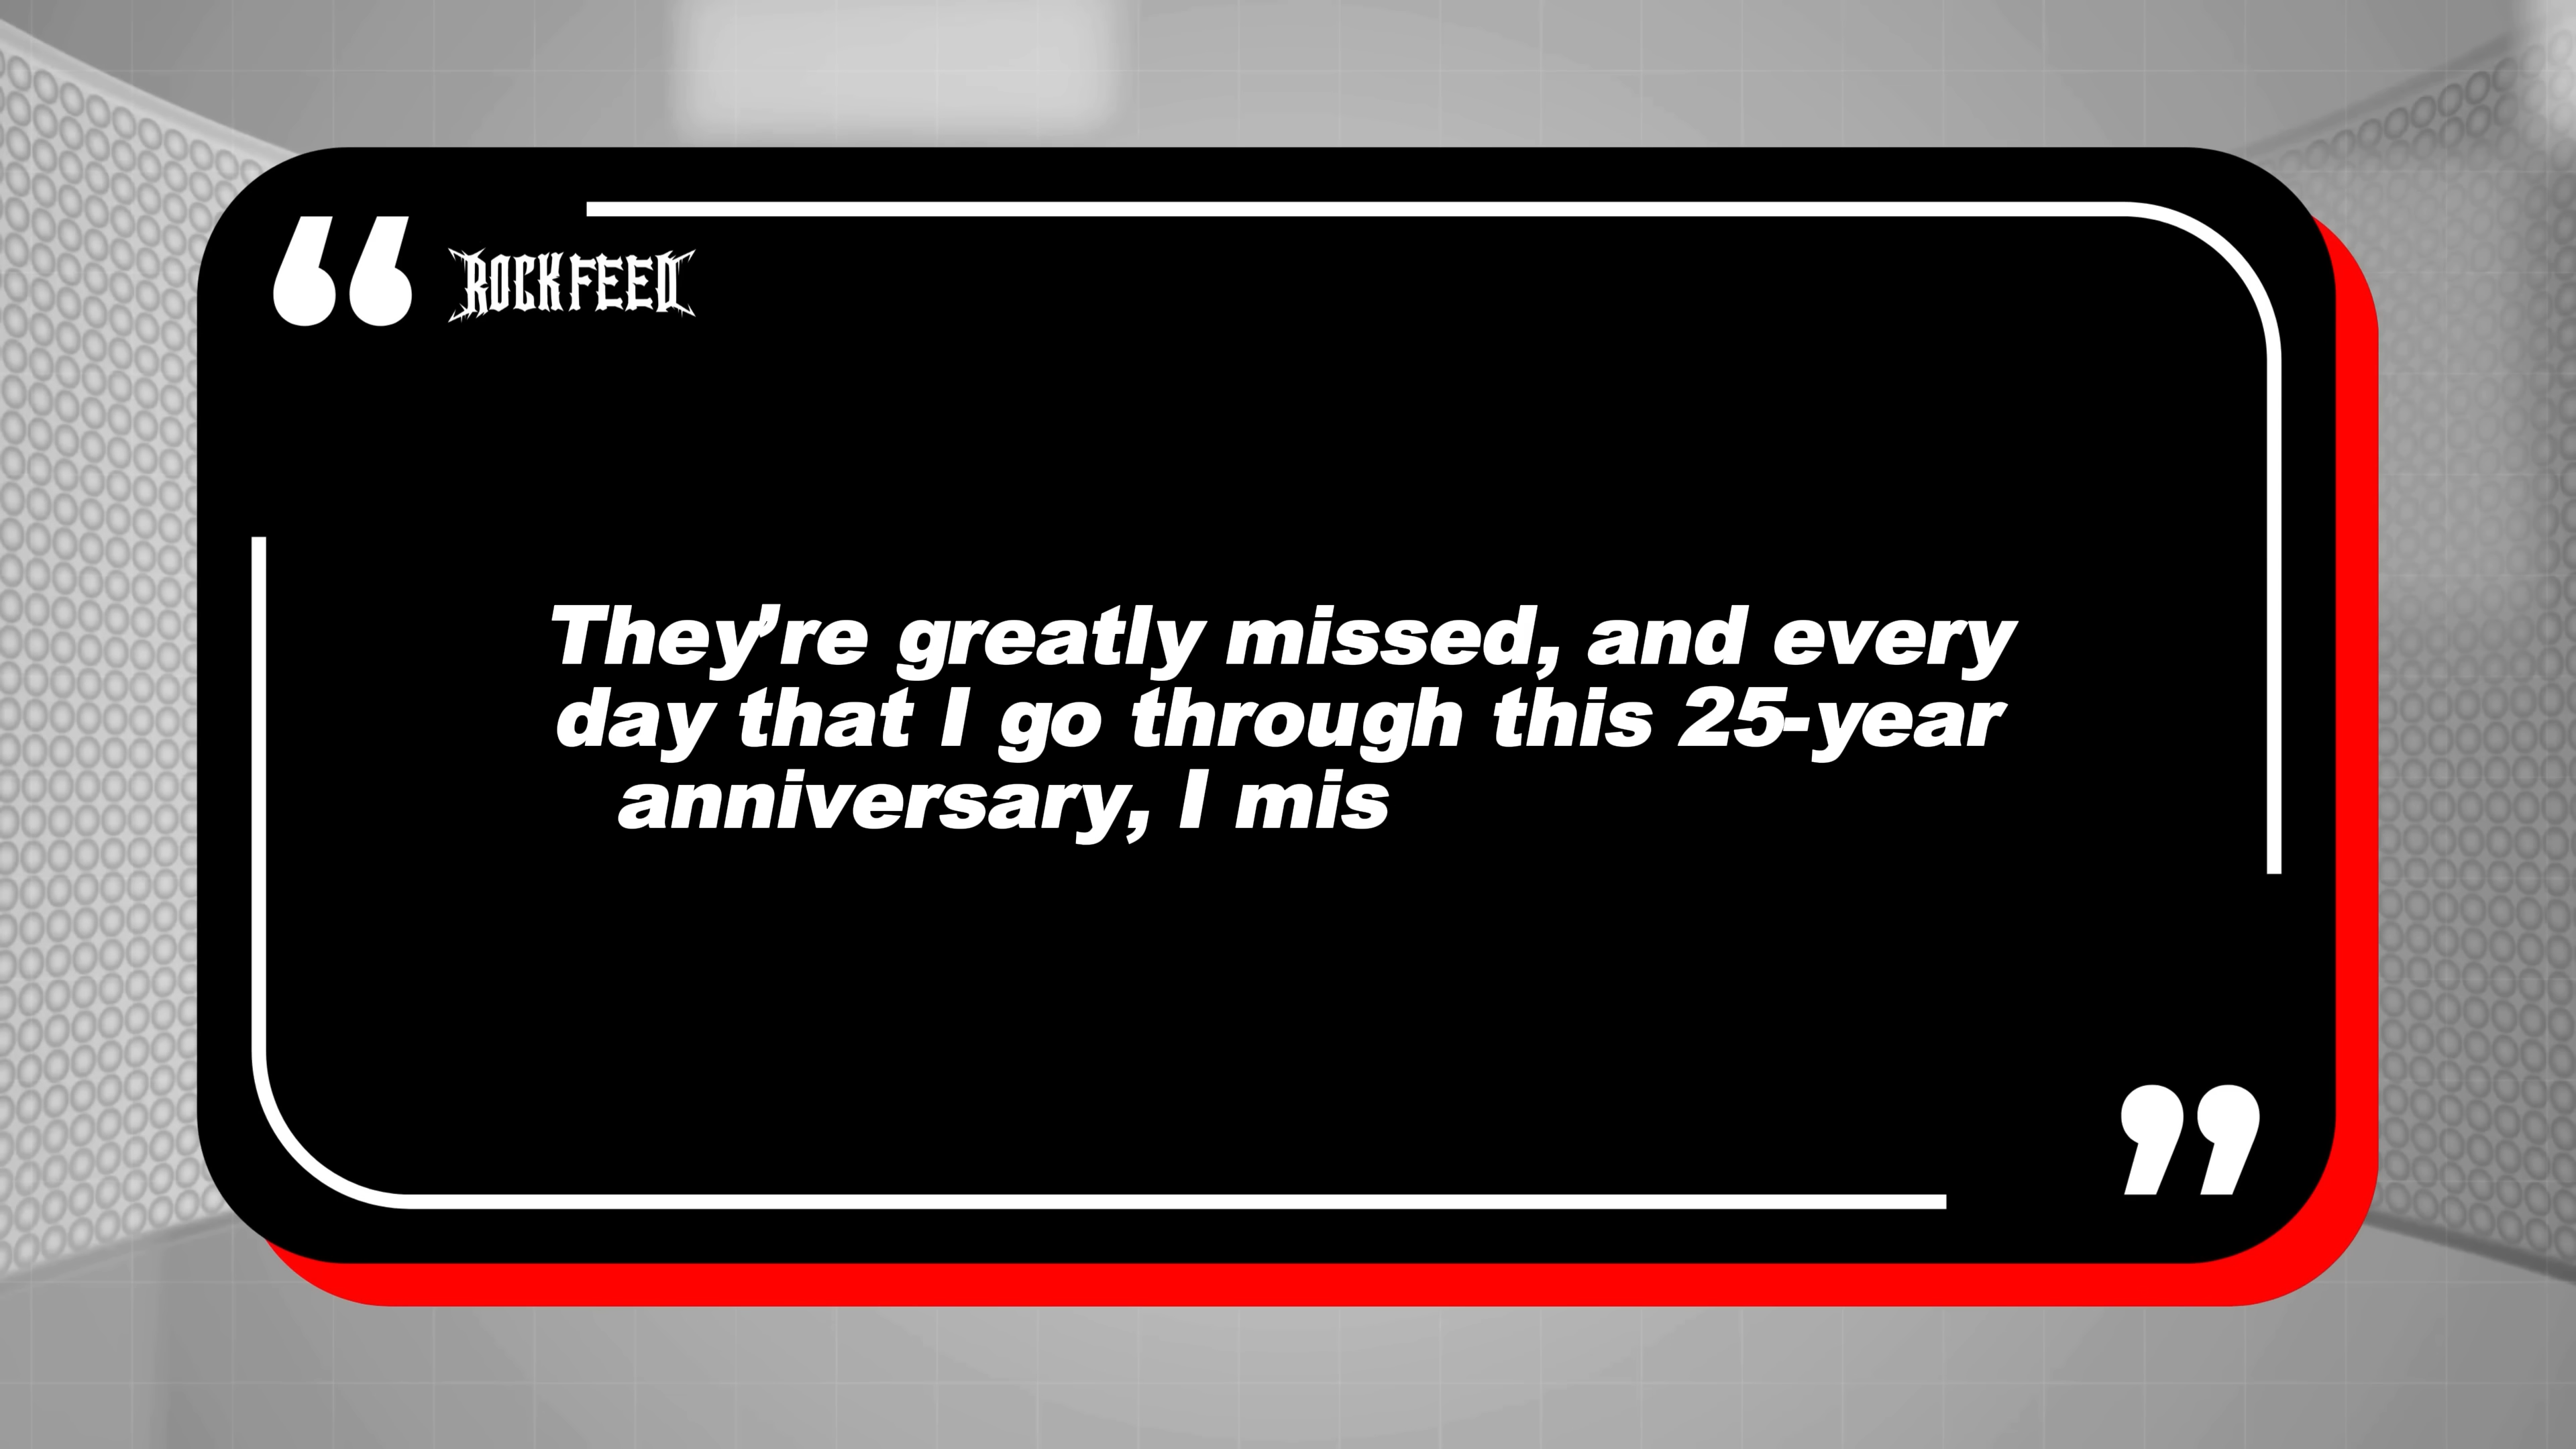 ROCKFEED
They’re greatly missed, and every
day that I go through this 25-year
anniversary, I mis